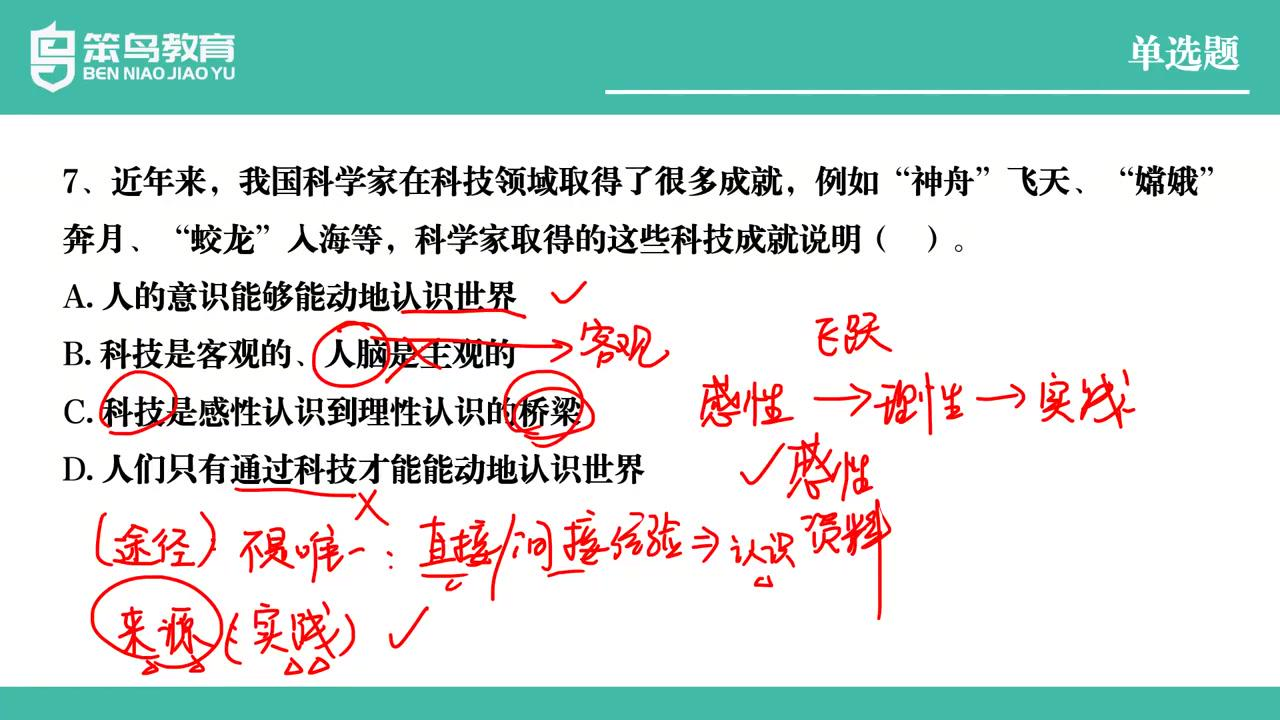 笨鸟教育
BEN NIAO JIAO YU
单选题
7、近年来，我国科学家在科技领域取得了很多成就，例如“神舟”飞天、“嫦娥”
奔月、“蛟龙”入海等，科学家取得的这些科技成就说明（ ）。
A. 人的意识能够能动地认识世界
B. 科技是客观的、人脑是主观的
客观
飞跃
C. 科技是感性认识到理性认识的桥梁
感性→理性→实践
D. 人们只有通过科技才能能动地认识世界
✓感性
资料
(途径)：不是唯一：直接/间接经验⇒认识
来源(实践)✓